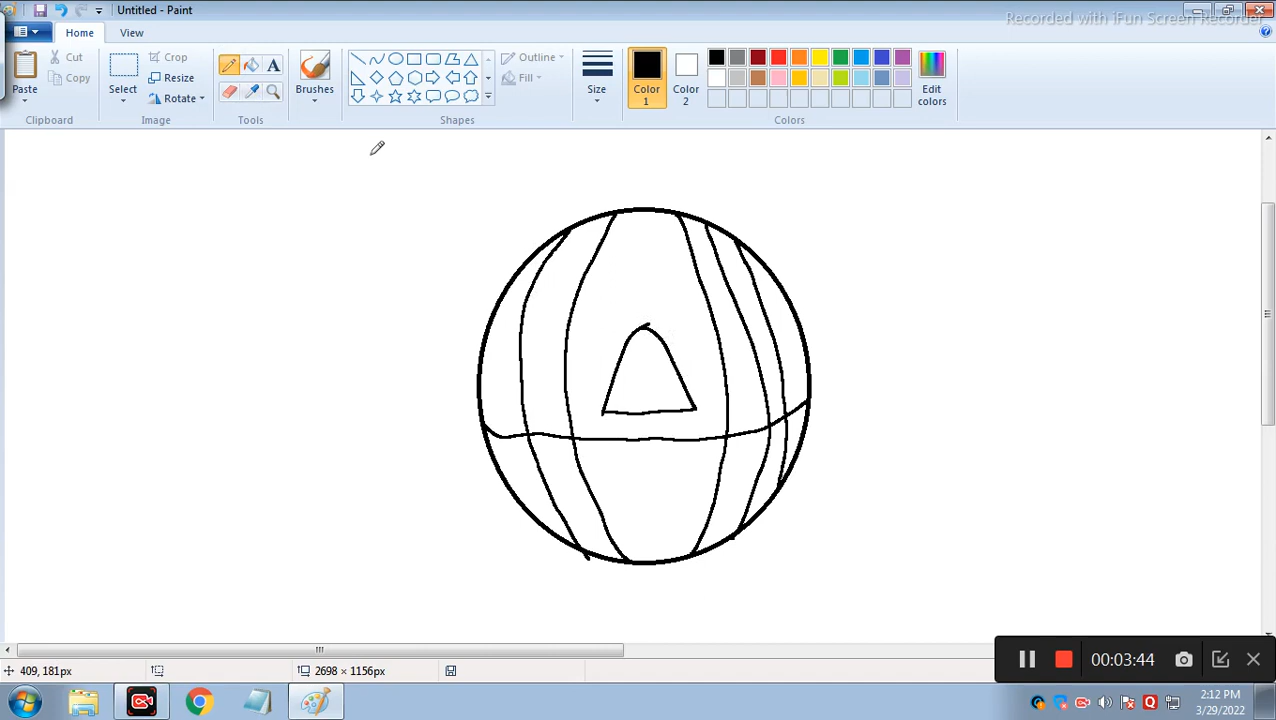 Untitled - Paint
Recorded with iFun Screen Recorder
Home
View
Paste
Cut
Copy
Clipboard
Select
Crop
Resize
Rotate
Image
A
Tools
Brushes
Outline
Fill
Shapes
Size
Color
1
Color
2
Edit
colors
Colors
409, 181px
2698 × 1156px
00:03:44
2:12 PM
3/29/2022